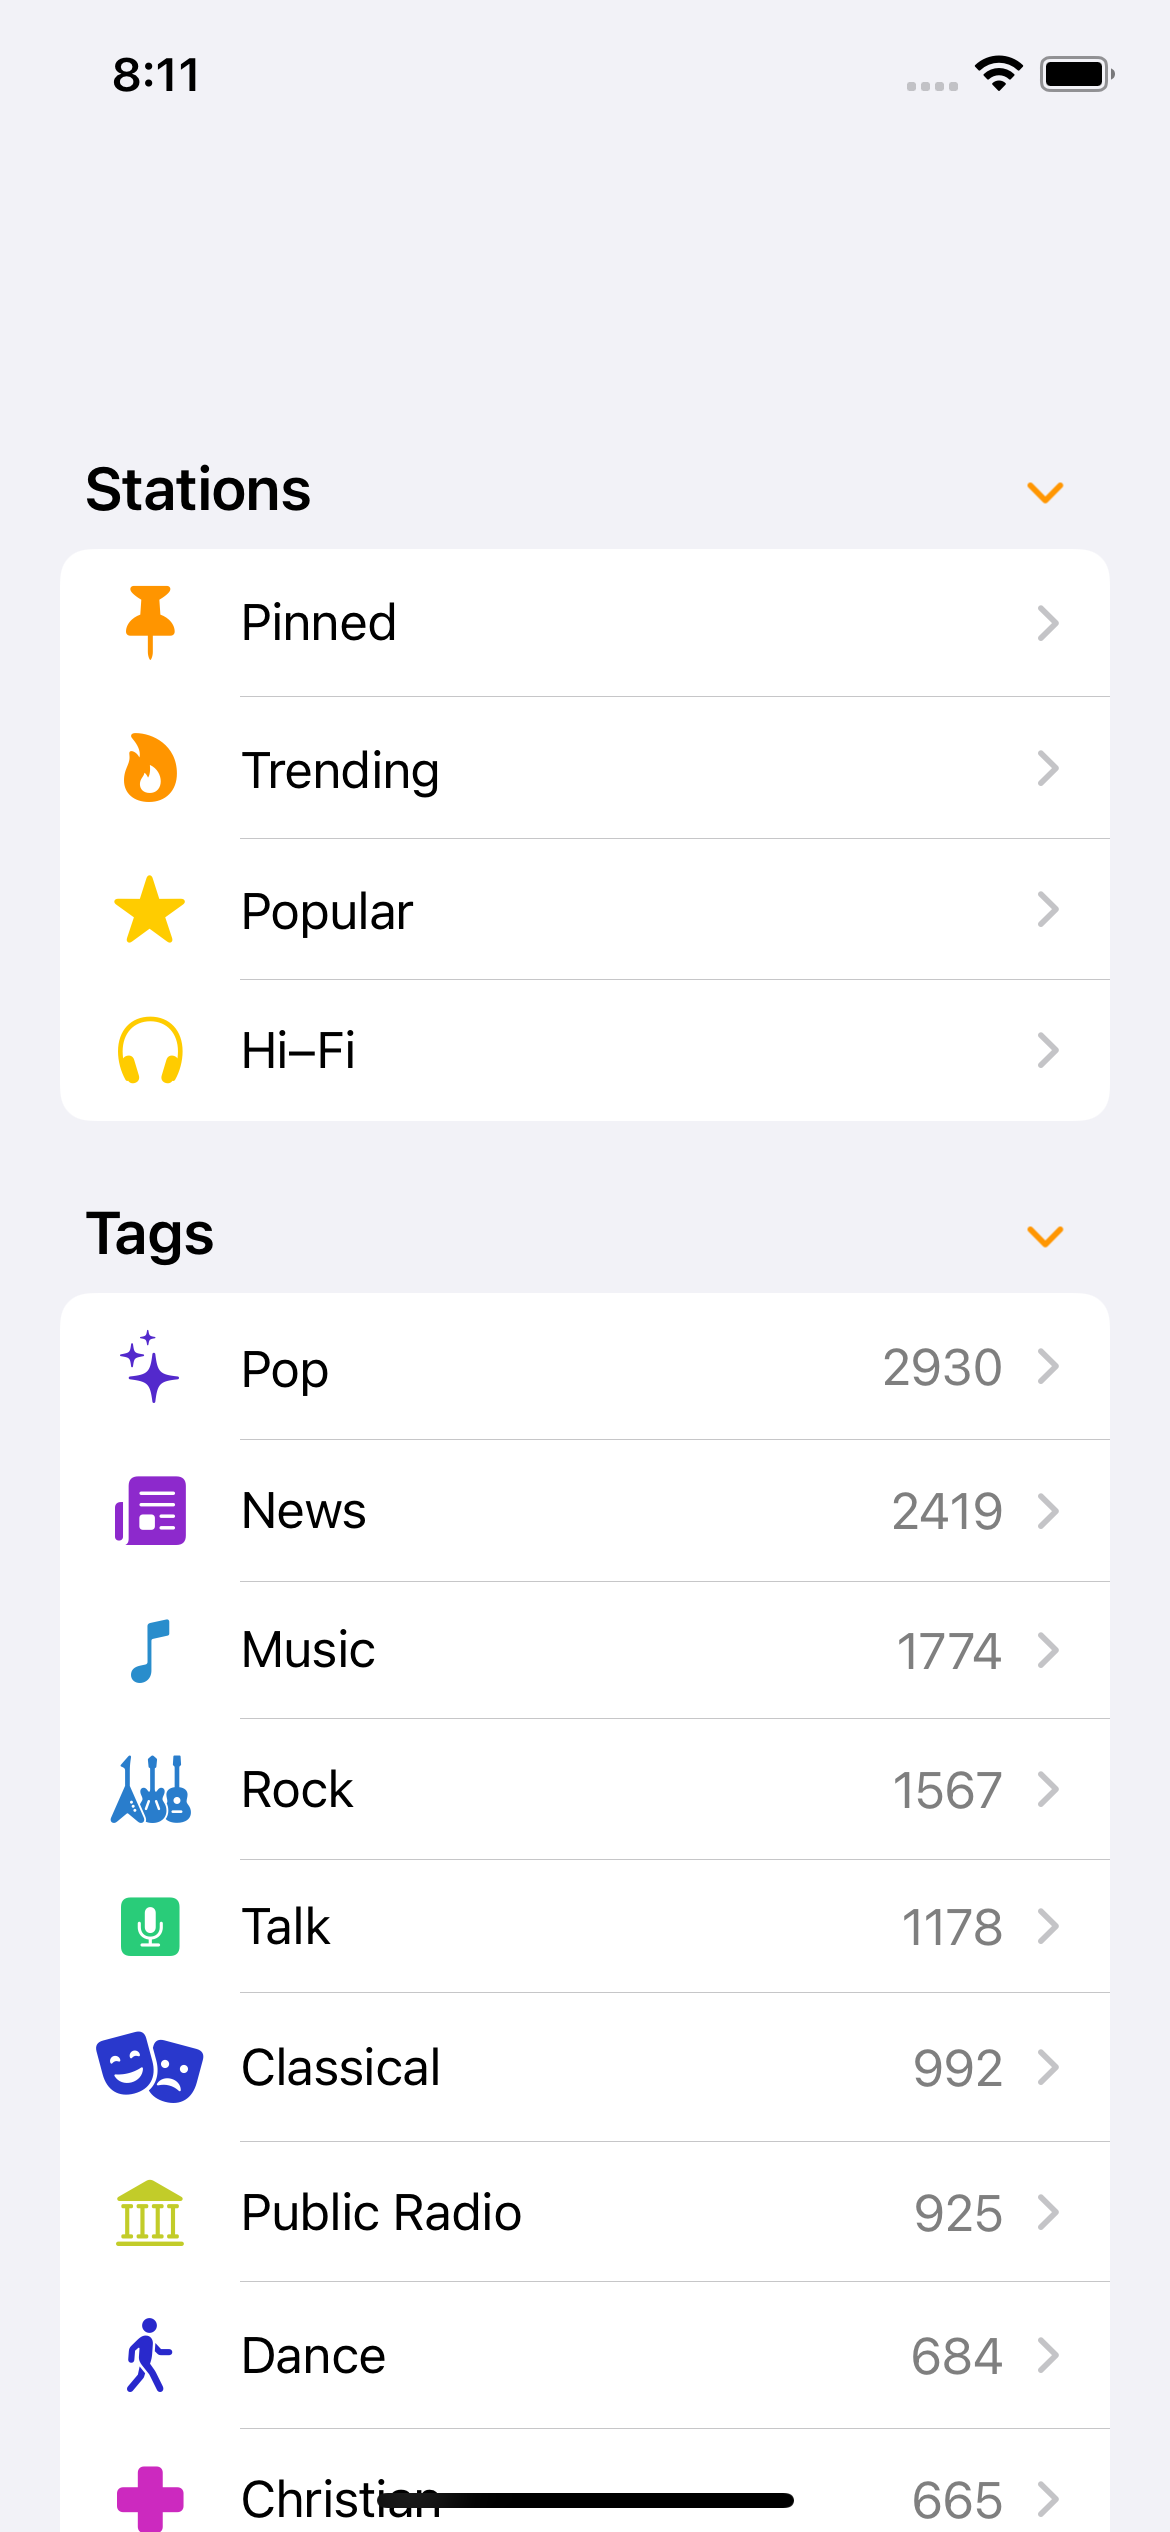 8:11
Stations
Pinned
Trending
Popular
Hi–Fi
Tags
Pop 2930
News 2419
Music 1774
Rock 1567
Talk 1178
Classical 992
Public Radio 925
Dance 684
Christian 665